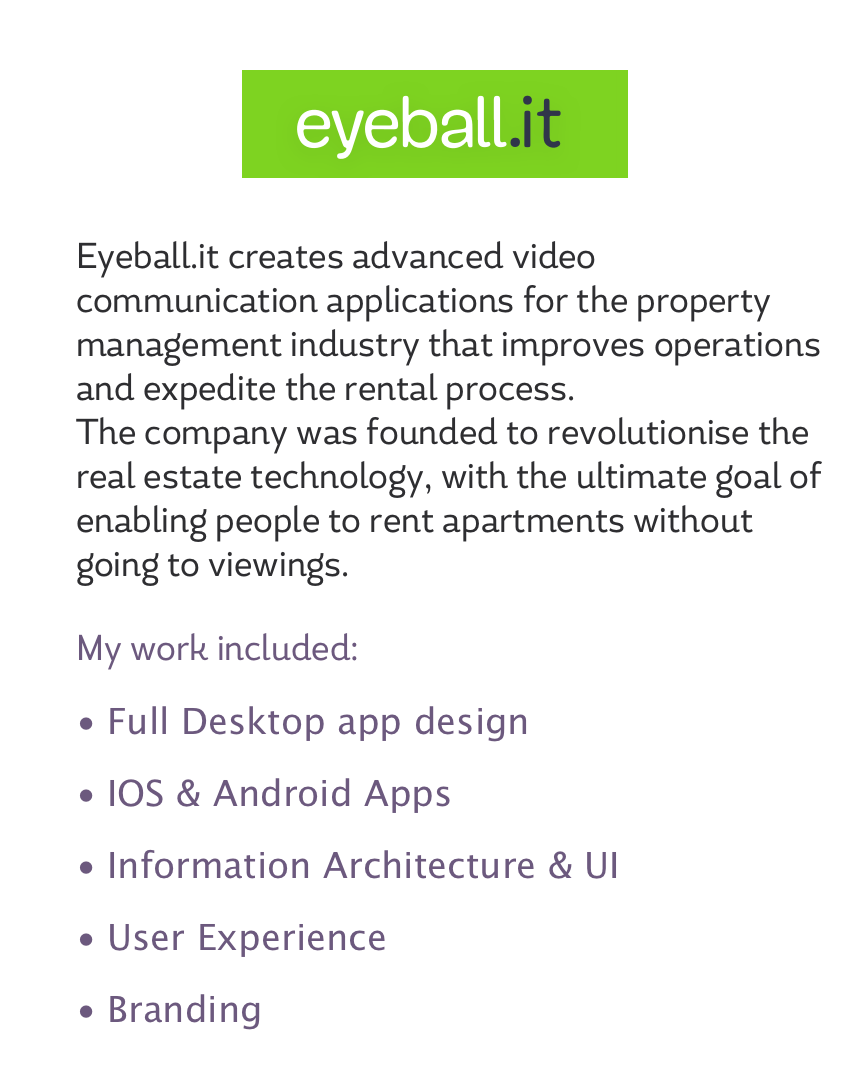 eyeball.it
Eyeball.it creates advanced video
communication applications for the property
management industry that improves operations
and expedite the rental process.
The company was founded to revolutionise the
real estate technology, with the ultimate goal of
enabling people to rent apartments without
going to viewings.
My work included:
• Full Desktop app design
• IOS & Android Apps
• Information Architecture & UI
• User Experience
• Branding